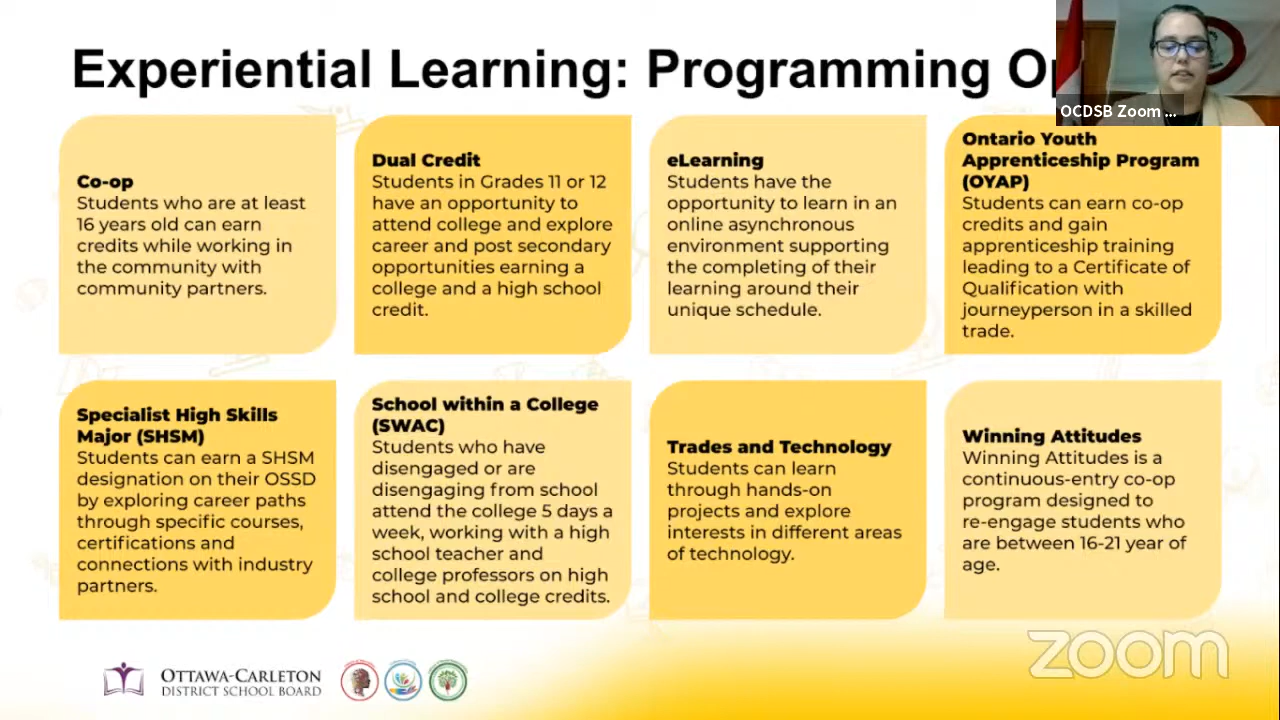 Experiential Learning: Programming Op
OCDSB Zoom ...
Co-op
Students who are at least
16 years old can earn
credits while working in
the community with
community partners.
Dual Credit
Students in Grades 11 or 12
have an opportunity to
attend college and explore
career and post secondary
opportunities earning a
college and a high school
credit.
eLearning
Students have the
opportunity to learn in an
online asynchronous
environment supporting
the completing of their
learning around their
unique schedule.
Ontario Youth
Apprenticeship Program
(OYAP)
Students can earn co-op
credits and gain
apprenticeship training
leading to a Certificate of
Qualification with
journeyperson in a skilled
trade.
Specialist High Skills
Major (SHSM)
Students can earn a SHSM
designation on their OSSD
by exploring career paths
through specific courses,
certifications and
connections with industry
partners.
School within a College
(SWAC)
Students who have
disengaged or are
disengaging from school
attend the college 5 days a
week, working with a high
school teacher and
college professors on high
school and college credits.
Trades and Technology
Students can learn
through hands-on
projects and explore
interests in different areas
of technology.
Winning Attitudes
Winning Attitudes is a
continuous-entry co-op
program designed to
re-engage students who
are between 16-21 year of
age.
OTTAWA-CARLETON
DISTRICT SCHOOL BOARD
zoom